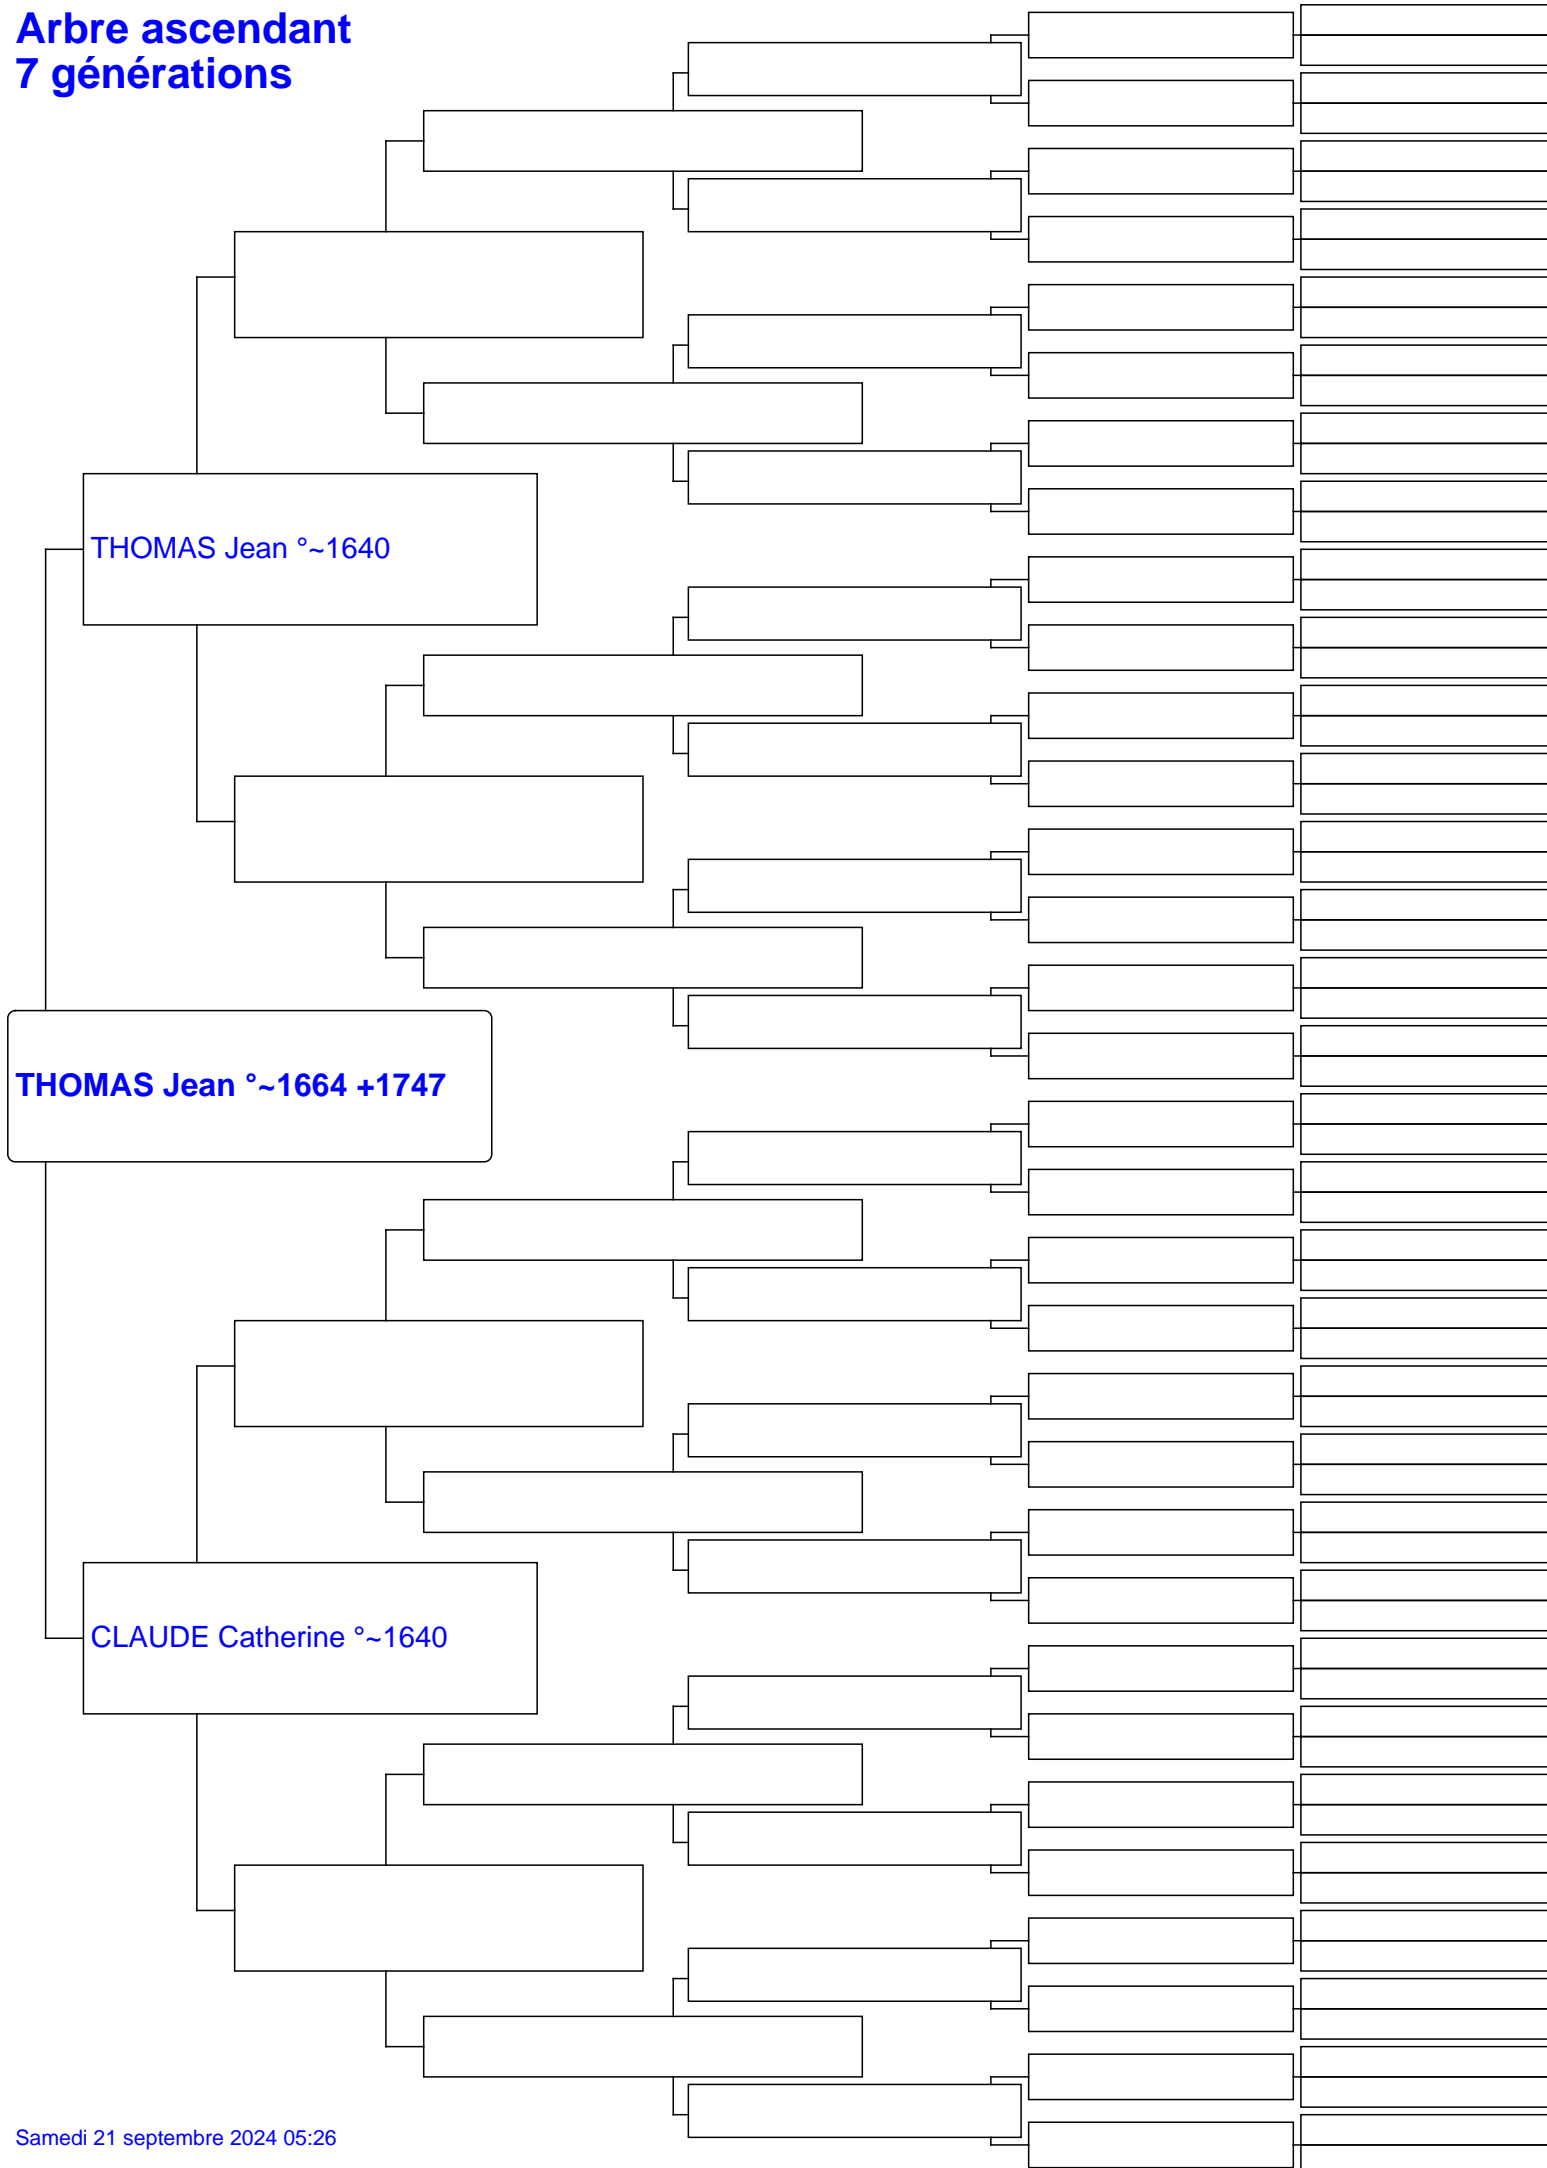 Arbre ascendant
7 générations
THOMAS Jean °~1640
THOMAS Jean °~1664 +1747
CLAUDE Catherine °~1640
Samedi 21 septembre 2024 05:26